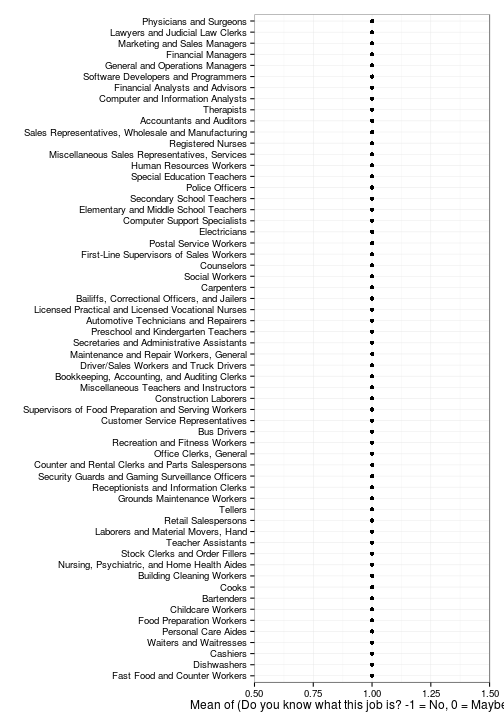 Physicians and Surgeons
Lawyers and Judicial Law Clerks
Marketing and Sales Managers
Financial Managers
General and Operations Managers
Software Developers and Programmers
Financial Analysts and Advisors
Computer and Information Analysts
Therapists
Accountants and Auditors
Sales Representatives, Wholesale and Manufacturing
Registered Nurses
Miscellaneous Sales Representatives, Services
Human Resources Workers
Special Education Teachers
Police Officers
Secondary School Teachers
Elementary and Middle School Teachers
Computer Support Specialists
Electricians
Postal Service Workers
First-Line Supervisors of Sales Workers
Counselors
Social Workers
Carpenters
Bailiffs, Correctional Officers, and Jailers
Licensed Practical and Licensed Vocational Nurses
Automotive Technicians and Repairers
Preschool and Kindergarten Teachers
Secretaries and Administrative Assistants
Maintenance and Repair Workers, General
Driver/Sales Workers and Truck Drivers
Bookkeeping, Accounting, and Auditing Clerks
Miscellaneous Teachers and Instructors
Construction Laborers
Supervisors of Food Preparation and Serving Workers
Customer Service Representatives
Bus Drivers
Recreation and Fitness Workers
Office Clerks, General
Counter and Rental Clerks and Parts Salespersons
Security Guards and Gaming Surveillance Officers
Receptionists and Information Clerks
Grounds Maintenance Workers
Tellers
Retail Salespersons
Laborers and Material Movers, Hand
Teacher Assistants
Stock Clerks and Order Fillers
Nursing, Psychiatric, and Home Health Aides
Building Cleaning Workers
Cooks
Bartenders
Childcare Workers
Food Preparation Workers
Personal Care Aides
Waiters and Waitresses
Cashiers
Dishwashers
Fast Food and Counter Workers
0.50 0.75 1.00 1.25 1.50
Mean of (Do you know what this job is? -1 = No, 0 = Maybe